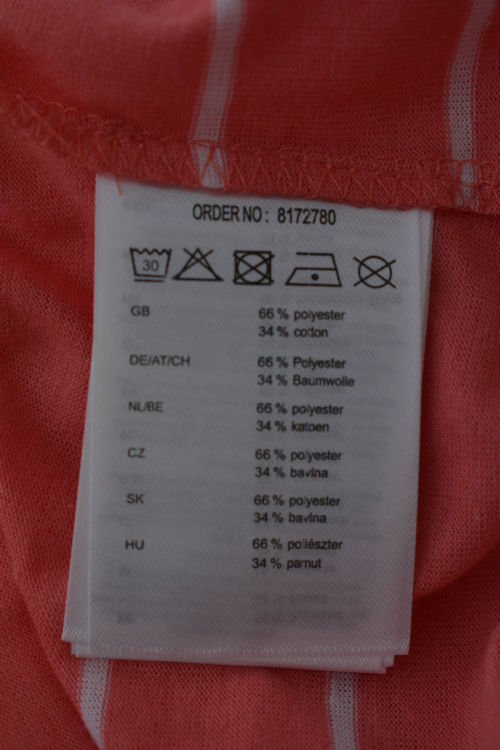 ORDER NO: 8172780
30
GB 66 % polyester
34 % cotton
DE/AT/CH 66 % Polyester
34 % Baumwolle
NL/BE 66 % polyester
34 % katoen
CZ 66 % polyester
34 % bavlna
SK 66 % polyester
34 % bavlna
HU 66 % poliészter
34 % pamut